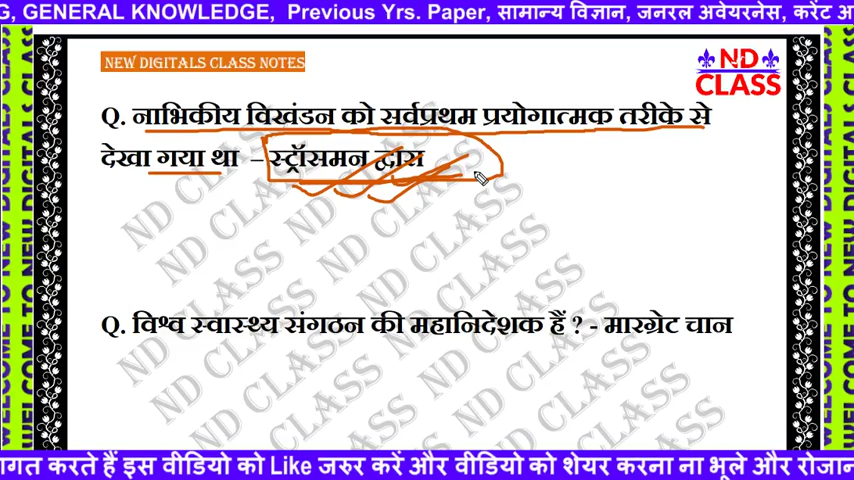 G, GENERAL KNOWLEDGE, Previous Yrs. Paper, सामान्य विज्ञान, जनरल अवेयरनेस, करेंट अ
NEW DIGITALS CLASS NOTES
ND
CLASS
Q. नाभिकीय विखंडन को सर्वप्रथम प्रयोगात्मक तरीके से
देखा गया था – स्ट्रॉसमन द्वारा
Q. विश्व स्वास्थ्य संगठन की महानिदेशक हैं ? - मारग्रेट चान
ागत करते हैं इस वीडियो को Like जरुर करें और वीडियो को शेयर करना ना भूले और रोजान